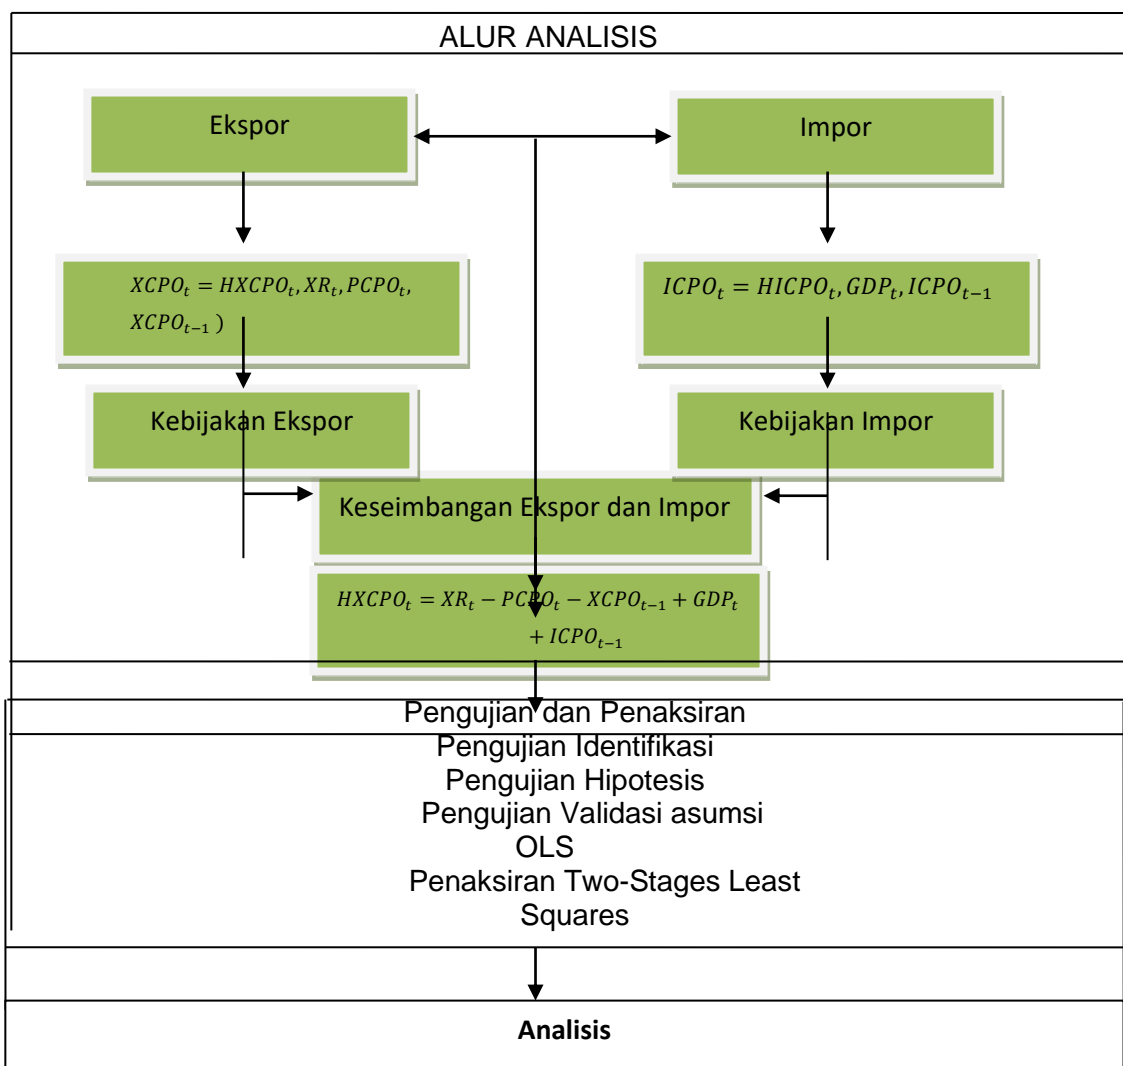 ALUR ANALISIS
Ekspor
Impor
XCPO_t = HXCPO_t, XR_t, PCPO_t,
XCPO_{t−1} )
ICPO_t = HICPO_t, GDP_t, ICPO_{t−1}
Kebijakan Ekspor
Kebijakan Impor
Keseimbangan Ekspor dan Impor
HXCPO_t = XR_t − PCPO_t − XCPO_{t−1} + GDP_t
+ ICPO_{t−1}
Pengujian dan Penaksiran
Pengujian Identifikasi
Pengujian Hipotesis
Pengujian Validasi asumsi
OLS
Penaksiran Two-Stages Least
Squares
Analisis